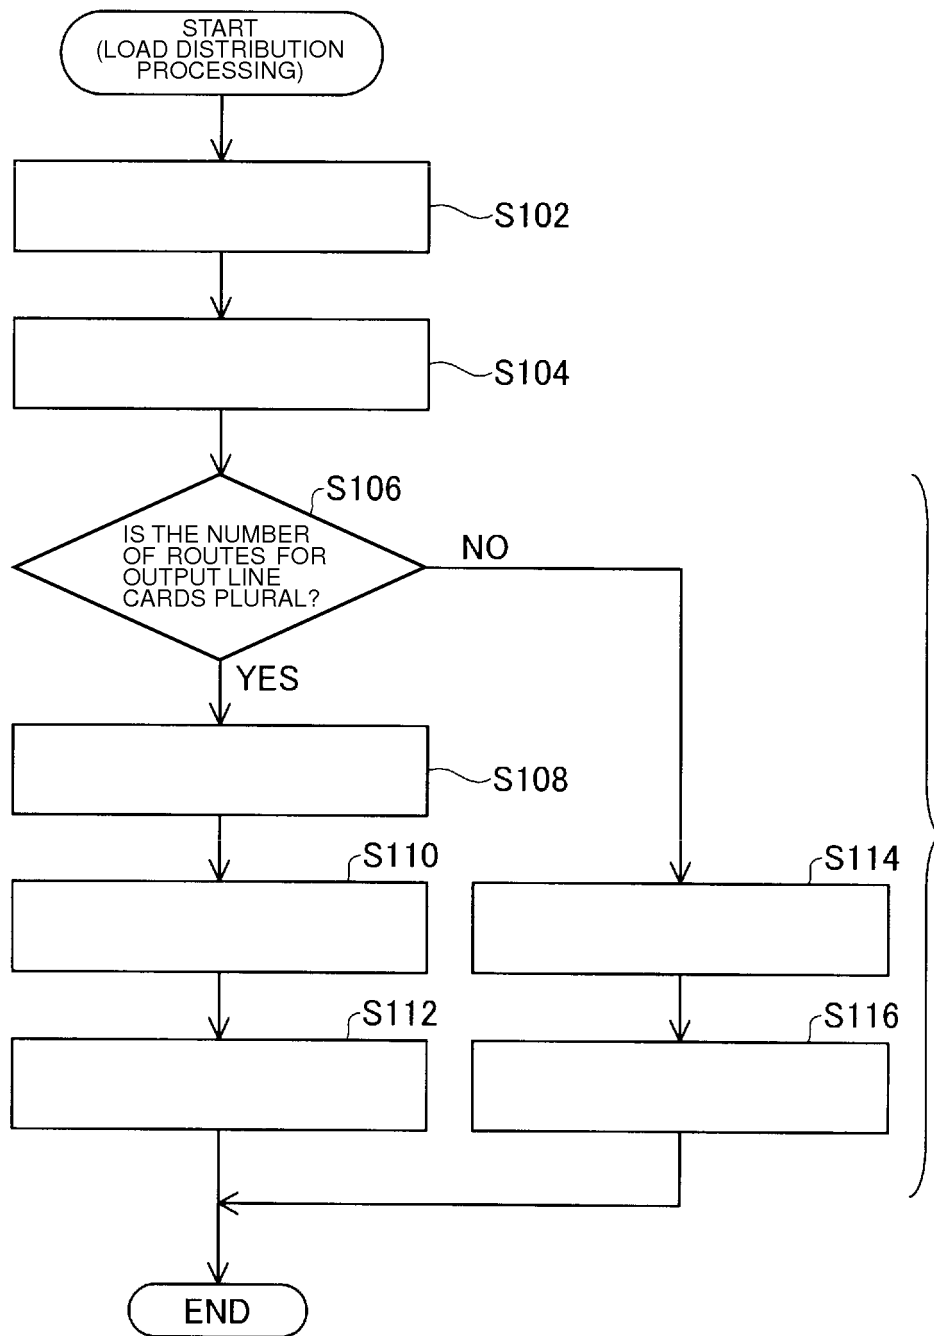 START
(LOAD DISTRIBUTION
PROCESSING)
S102
S104
S106
IS THE NUMBER
OF ROUTES FOR
OUTPUT LINE
CARDS PLURAL?
NO
YES
S108
S110
S114
S112
S116
END